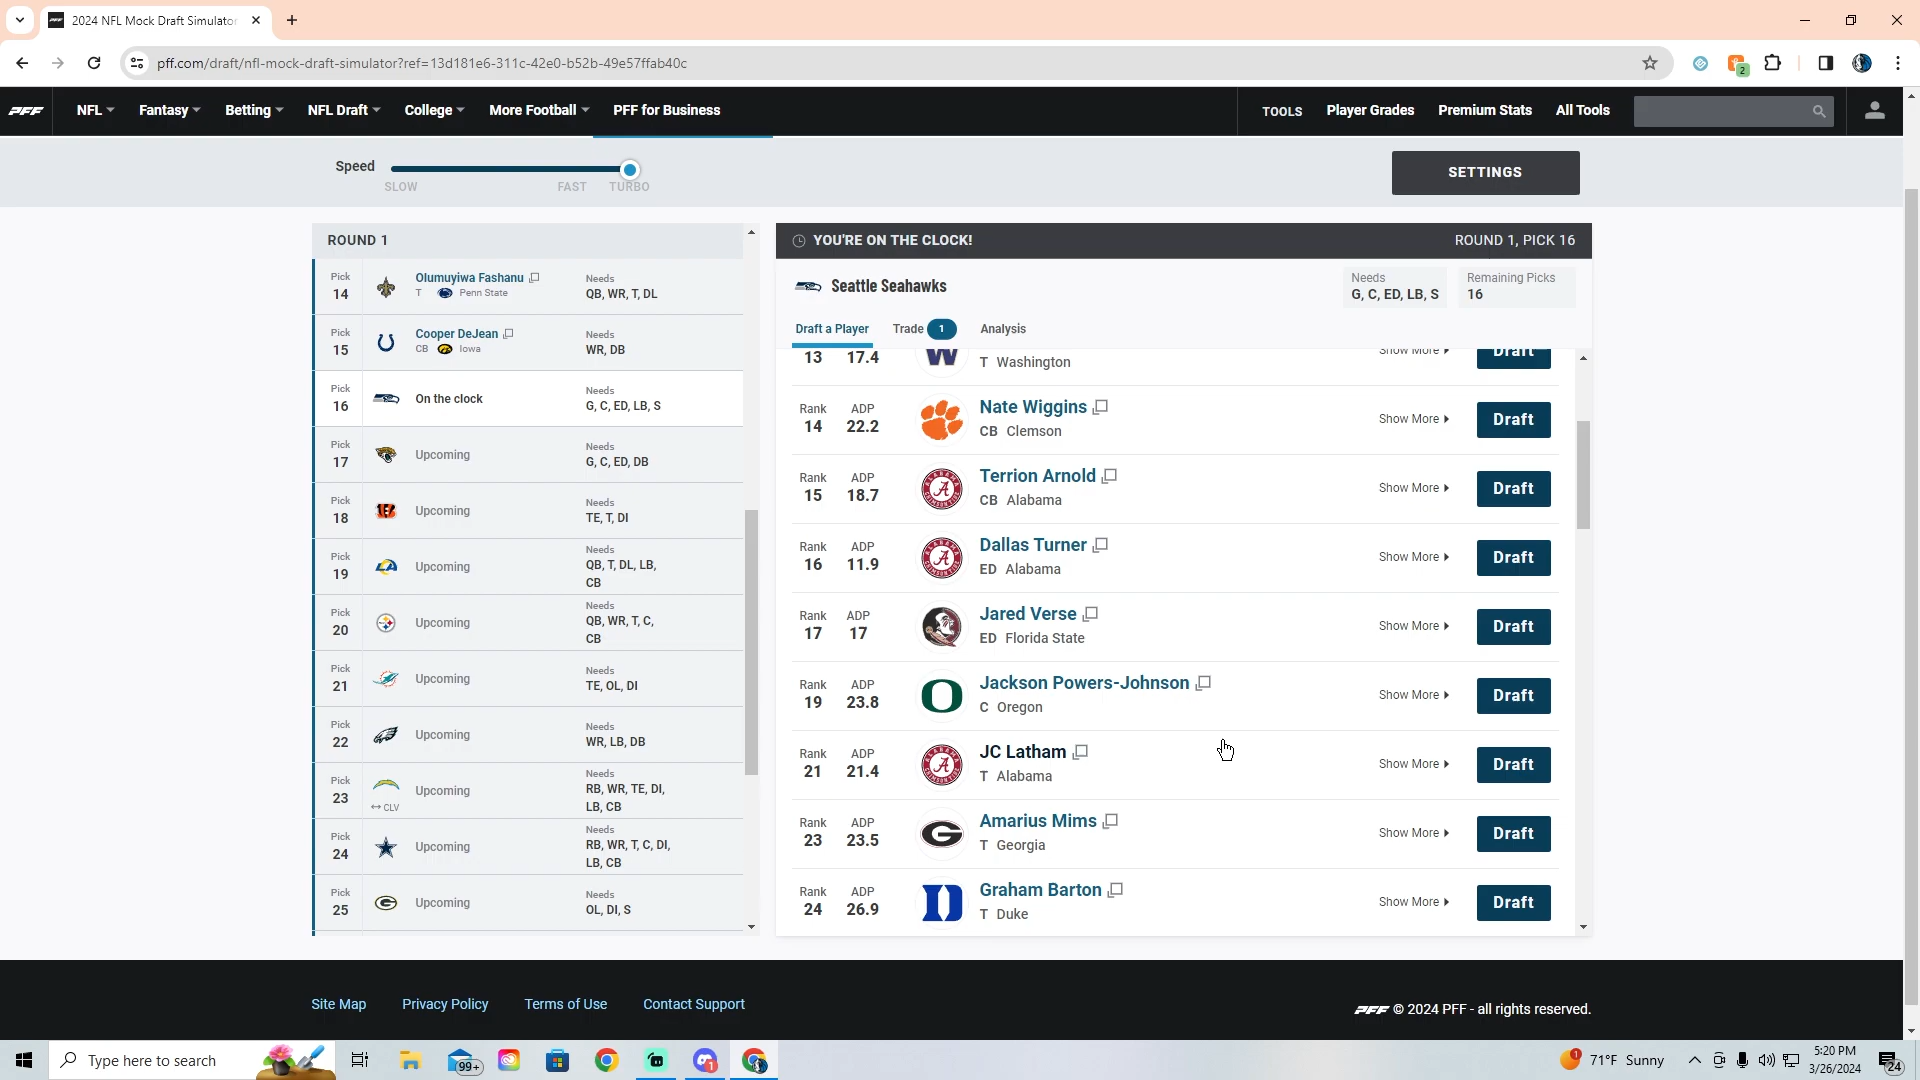 2024 NFL Mock Draft Simulator
pff.com/draft/nfl-mock-draft-simulator?ref=13d181e6-311c-42e0-b52b-49e57ffab40c
2
PFF NFL Fantasy Betting NFL Draft College More Football PFF for Business TOOLS Player Grades Premium Stats All Tools
Speed
SLOW FAST TURBO
SETTINGS
ROUND 1
Pick 14
Olumuyiwa Fashanu
T Penn State
Needs
QB, WR, T, DL
Pick 15
Cooper DeJean
CB Iowa
Needs
WR, DB
Pick 16
On the clock
Needs
G, C, ED, LB, S
Pick 17
Upcoming
Needs
G, C, ED, DB
Pick 18
Upcoming
Needs
TE, T, DI
Pick 19
Upcoming
Needs
QB, T, DL, LB,
CB
Pick 20
Upcoming
Needs
QB, WR, T, C,
CB
Pick 21
Upcoming
Needs
TE, OL, DI
Pick 22
Upcoming
Needs
WR, LB, DB
Pick 23
CLV
Upcoming
Needs
RB, WR, TE, DI,
LB, CB
Pick 24
Upcoming
Needs
RB, WR, T, C, DI,
LB, CB
Pick 25
Upcoming
Needs
OL, DI, S
YOU'RE ON THE CLOCK! ROUND 1, PICK 16
Seattle Seahawks
Needs
G, C, ED, LB, S
Remaining Picks
16
Draft a Player Trade 1 Analysis
13 17.4
T Washington
Show More Draft
Rank 14 ADP 22.2
Nate Wiggins
CB Clemson
Show More Draft
Rank 15 ADP 18.7
Terrion Arnold
CB Alabama
Show More Draft
Rank 16 ADP 11.9
Dallas Turner
ED Alabama
Show More Draft
Rank 17 ADP 17
Jared Verse
ED Florida State
Show More Draft
Rank 19 ADP 23.8
Jackson Powers-Johnson
C Oregon
Show More Draft
Rank 21 ADP 21.4
JC Latham
T Alabama
Show More Draft
Rank 23 ADP 23.5
Amarius Mims
T Georgia
Show More Draft
Rank 24 ADP 26.9
Graham Barton
T Duke
Show More Draft
Site Map Privacy Policy Terms of Use Contact Support
PFF © 2024 PFF - all rights reserved.
Type here to search
99+
1
71°F Sunny
5:20 PM
3/26/2024
24